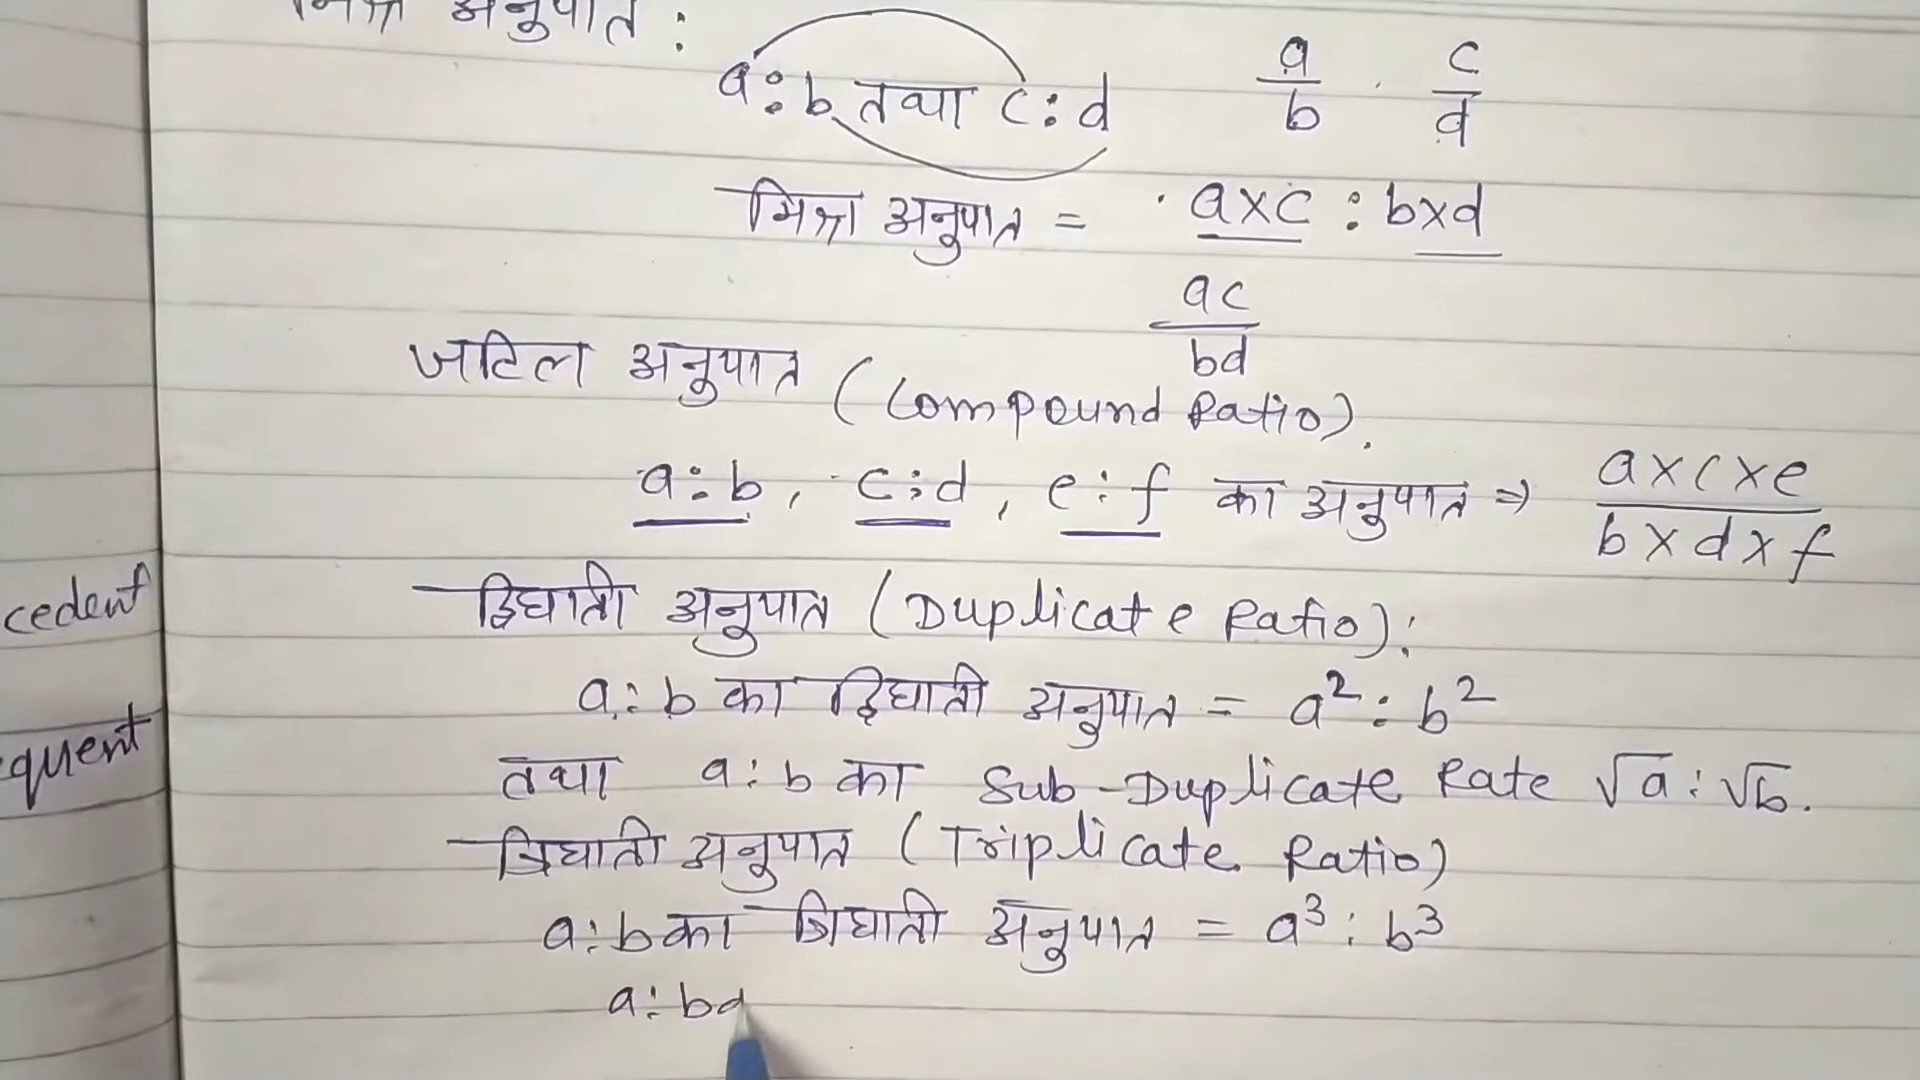 मिश्र अनुपात :
a : b तथा c : d a/b . c/d
मिश्र अनुपात = a×c : b×d
ac/bd
जटिल अनुपात (Compound Ratio).
a : b, c : d, e : f का अनुपात ⇒ a×c×e/b×d×f
द्विघाती अनुपात (Duplicate Ratio):
a : b का द्विघाती अनुपात = a² : b²
तथा a : b का Sub-Duplicate Rate √a : √b.
त्रिघाती अनुपात (Triplicate Ratio)
a : b का त्रिघाती अनुपात = a³ : b³
a : b
cedent
quent